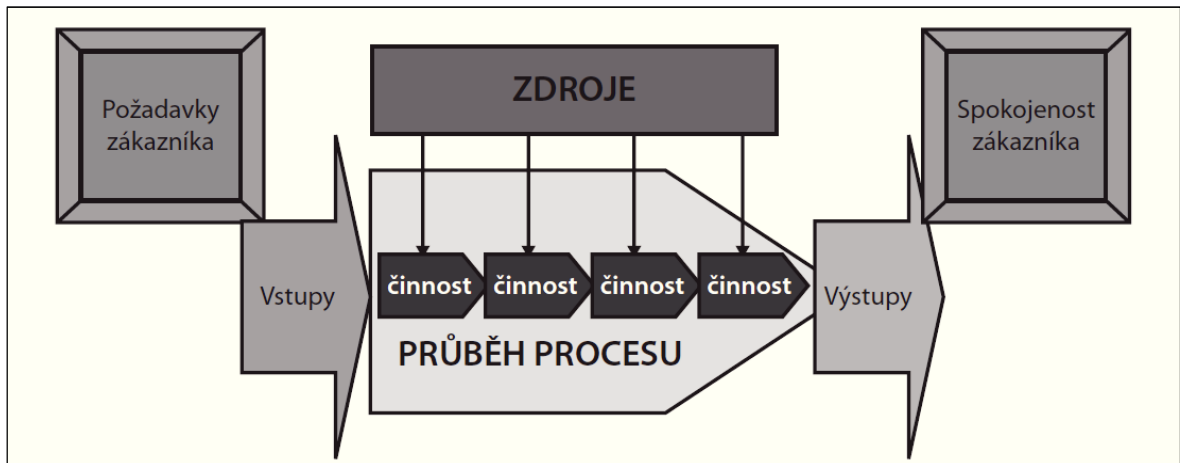 Požadavky
zákazníka
ZDROJE
Spokojenost
zákazníka
Vstupy
činnost
činnost
činnost
činnost
Výstupy
PRŮBĚH PROCESU